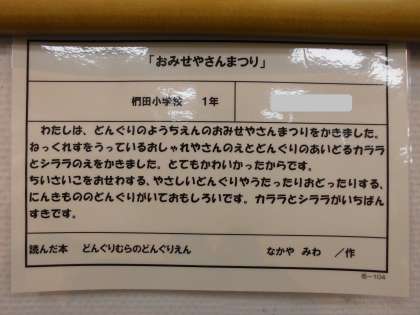 「おみせやさんまつり」
椚田小学校　1年
わたしは、どんぐりのようちえんのおみせやさんまつりをかきました。
ねっくれすをうっているおしゃれやさんのえとどんぐりのあいどるカララ
とシララのえをかきました。とてもかわいかったからです。
ちいさいこをおせわする、やさしいどんぐりやうたったりおどったりする、
にんきもののどんぐりがいておもしろいです。カララとシララがいちばん
すきです。
読んだ本　どんぐりむらのどんぐりえん　なかや　みわ　／作